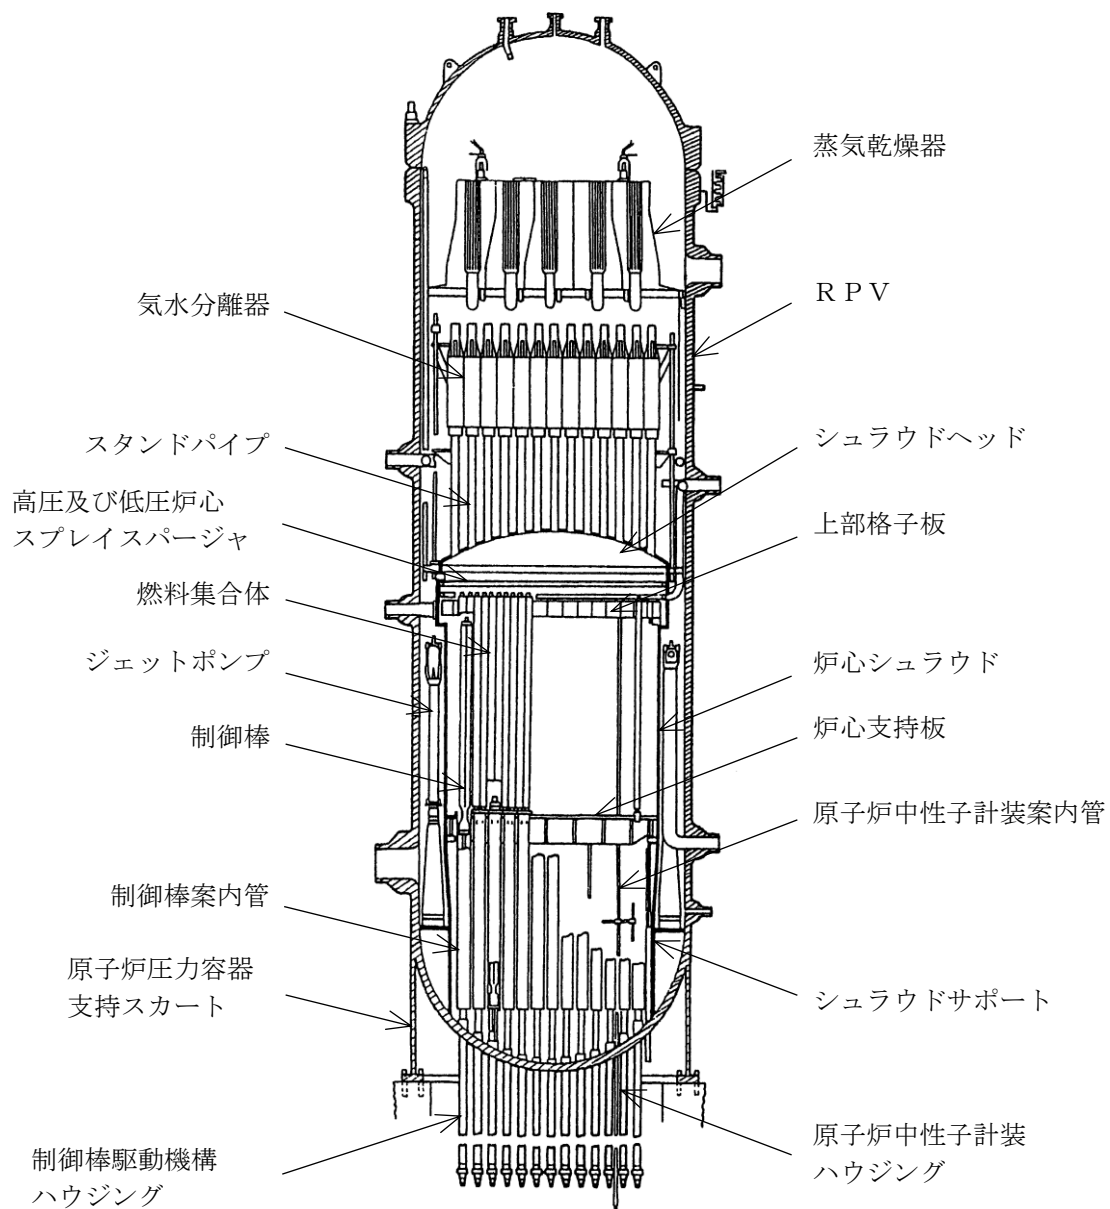 蒸気乾燥器
気水分離器
ＲＰＶ
スタンドパイプ
シュラウドヘッド
高圧及び低圧炉心
スプレイスパージャ
上部格子板
燃料集合体
ジェットポンプ
炉心シュラウド
制御棒
炉心支持板
原子炉中性子計装案内管
制御棒案内管
原子炉圧力容器
支持スカート
シュラウドサポート
原子炉中性子計装
ハウジング
制御棒駆動機構
ハウジング